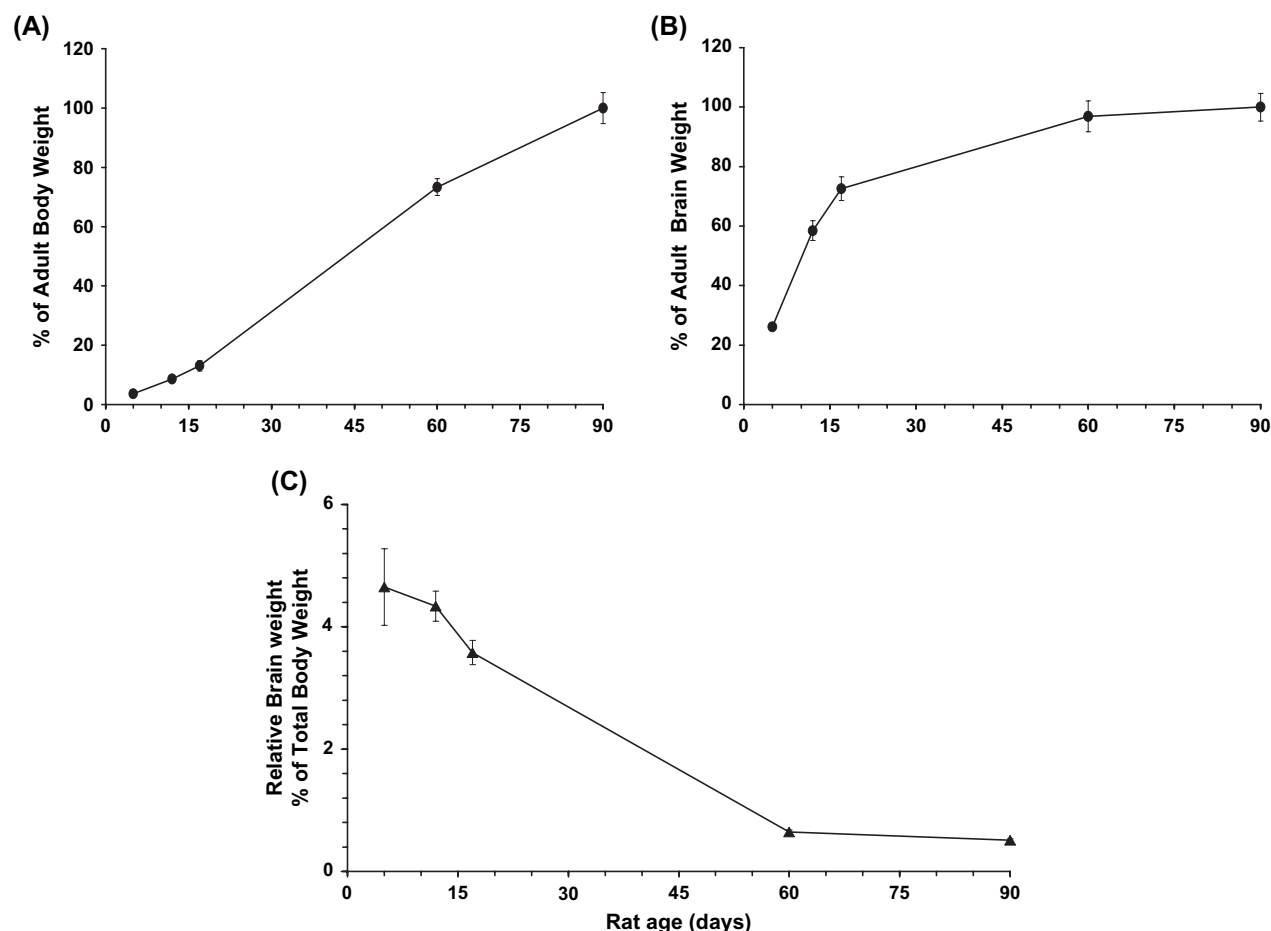 (A)
% of Adult Body Weight
120
100
80
60
40
20
0
0 15 30 45 60 75 90
(B)
% of Adult Brain Weight
120
100
80
60
40
20
0
0 15 30 45 60 75 90
(C)
Relative Brain weight
% of Total Body Weight
6
4
2
0
0 15 30 45 60 75 90
Rat age (days)